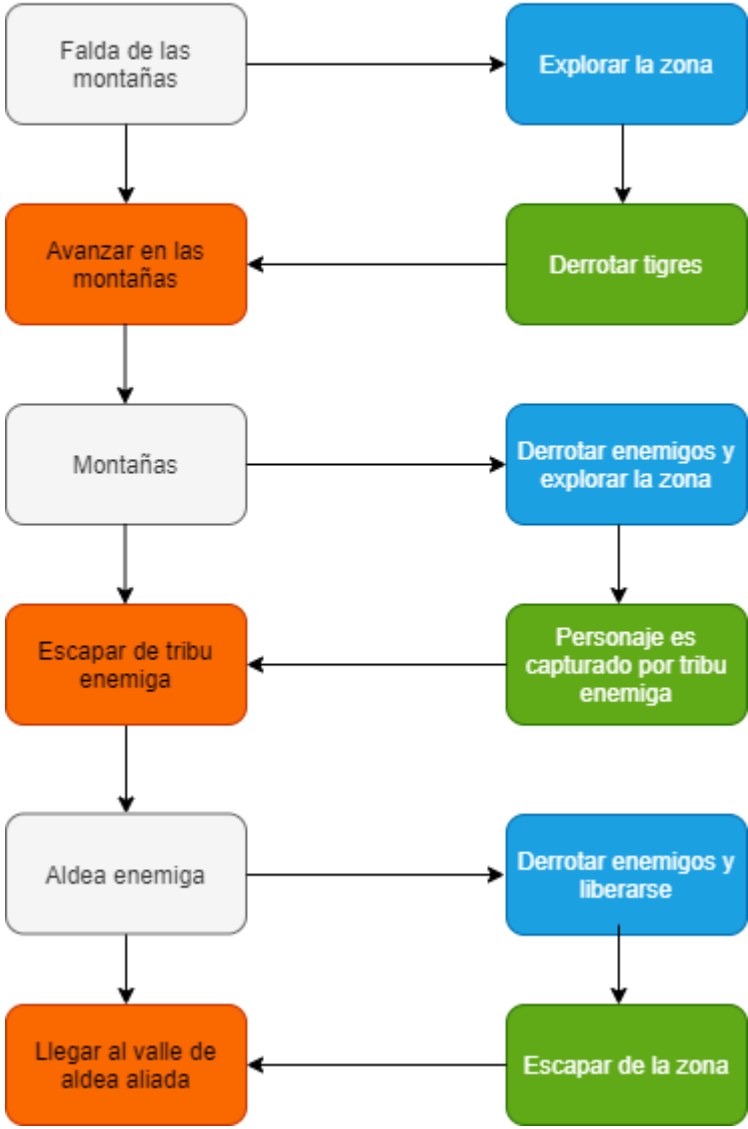 Falda de las
montañas
Explorar la zona
Avanzar en las
montañas
Derrotar tigres
Montañas
Derrotar enemigos y
explorar la zona
Escapar de tribu
enemiga
Personaje es
capturado por tribu
enemiga
Aldea enemiga
Derrotar enemigos y
liberarse
Llegar al valle de
aldea aliada
Escapar de la zona